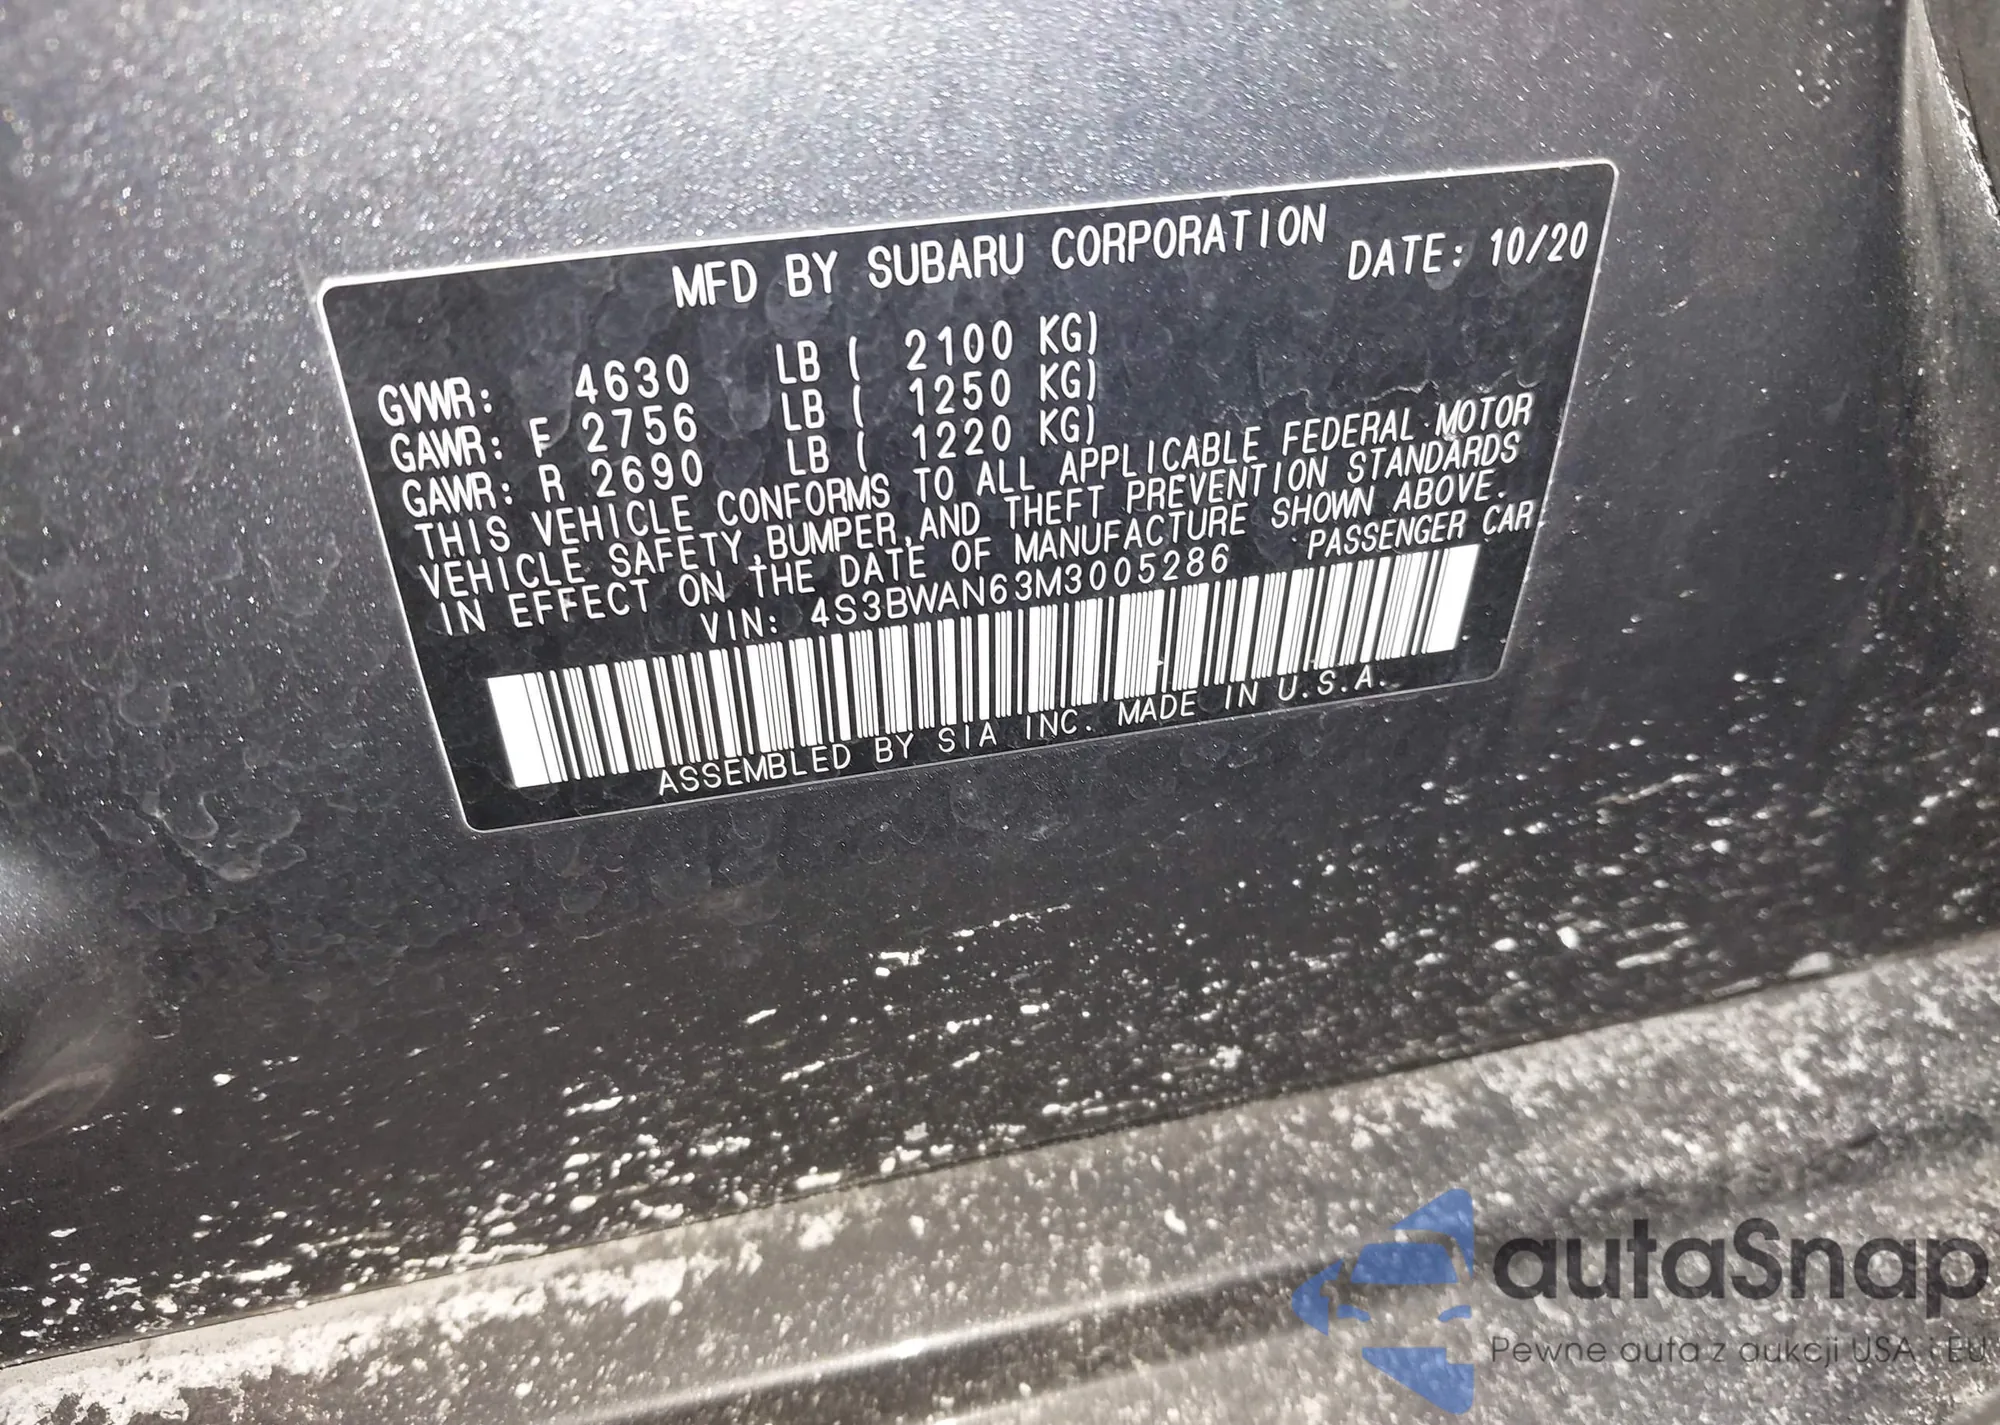 MFD BY SUBARU CORPORATION DATE: 10/20
GVWR: 4630 LB ( 2100 KG)
GAWR: F 2756 LB ( 1250 KG)
GAWR: R 2690 LB ( 1220 KG)
THIS VEHICLE CONFORMS TO ALL APPLICABLE FEDERAL MOTOR
VEHICLE SAFETY,BUMPER,AND THEFT PREVENTION STANDARDS
IN EFFECT ON THE DATE OF MANUFACTURE SHOWN ABOVE.
VIN: 4S3BWAN63M3005286 PASSENGER CAR
ASSEMBLED BY SIA INC. MADE IN U.S.A.
autaSnap
Pewne auta z aukcji USA i EU